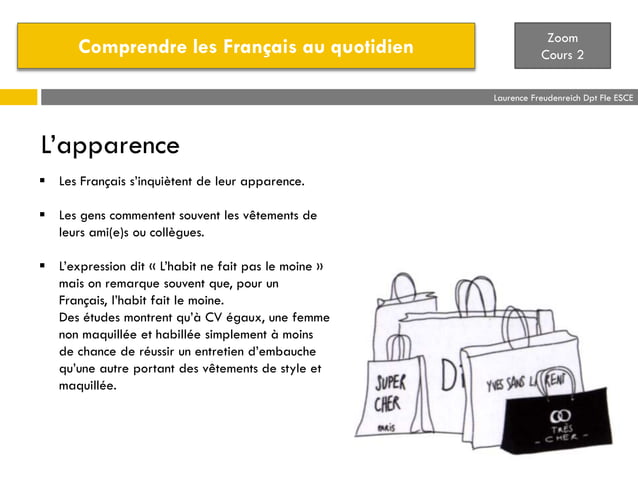 Comprendre les Français au quotidien
Zoom
Cours 2
Laurence Freudenreich Dpt Fle ESCE
L’apparence
▪ Les Français s’inquiètent de leur apparence.
▪ Les gens commentent souvent les vêtements de
leurs ami(e)s ou collègues.
▪ L’expression dit « L’habit ne fait pas le moine »
mais on remarque souvent que, pour un
Français, l’habit fait le moine.
Des études montrent qu’à CV égaux, une femme
non maquillée et habillée simplement à moins
de chance de réussir un entretien d’embauche
qu’une autre portant des vêtements de style et
maquillée.
SUPER
CHER
PARIS
YVES SANS L RENT
TRÈS
- CHER -